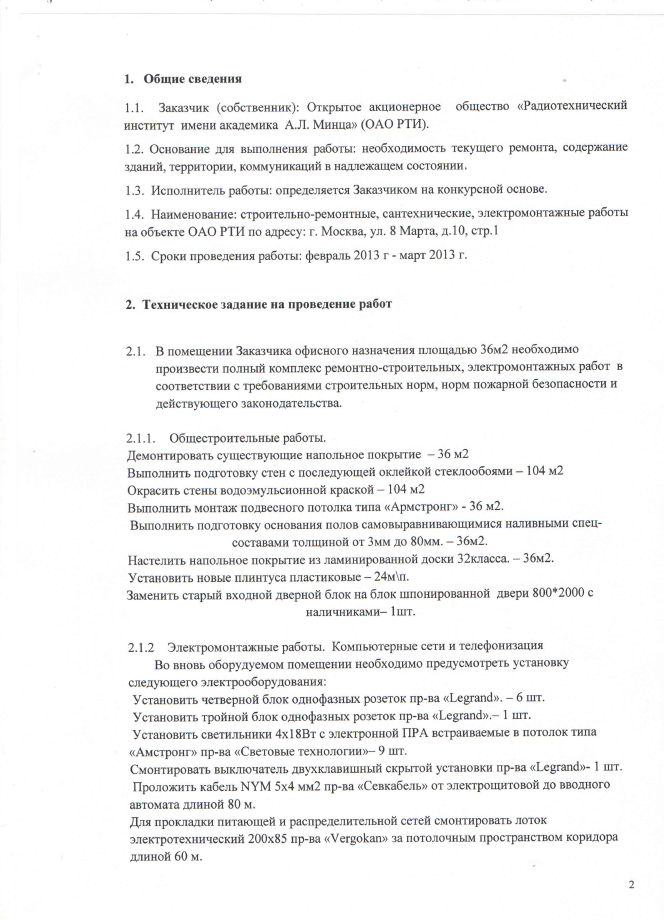 1. Общие сведения
1.1. Заказчик (собственник): Открытое акционерное общество «Радиотехнический
институт имени академика А.Л. Минца» (ОАО РТИ).
1.2. Основание для выполнения работы: необходимость текущего ремонта, содержание
зданий, территории, коммуникаций в надлежащем состоянии.
1.3. Исполнитель работы: определяется Заказчиком на конкурсной основе.
1.4. Наименование: строительно-ремонтные, сантехнические, электромонтажные работы
на объекте ОАО РТИ по адресу: г. Москва, ул. 8 Марта, д.10, стр.1
1.5. Сроки проведения работы: февраль 2013 г - март 2013 г.
2. Техническое задание на проведение работ
2.1. В помещении Заказчика офисного назначения площадью 36м2 необходимо
произвести полный комплекс ремонтно-строительных, электромонтажных работ в
соответствии с требованиями строительных норм, норм пожарной безопасности и
действующего законодательства.
2.1.1. Общестроительные работы.
Демонтировать существующие напольное покрытие – 36 м2
Выполнить подготовку стен с последующей оклейкой стеклообоями – 104 м2
Окрасить стены водоэмульсионной краской – 104 м2
Выполнить монтаж подвесного потолка типа «Армстронг» - 36 м2.
Выполнить подготовку основания полов самовыравнивающимися наливными спец-
составами толщиной от 3мм до 80мм. – 36м2.
Настелить напольное покрытие из ламинированной доски 32класса. – 36м2.
Установить новые плинтуса пластиковые – 24м\п.
Заменить старый входной дверной блок на блок шпонированной двери 800*2000 с
наличниками– 1шт.
2.1.2 Электромонтажные работы. Компьютерные сети и телефонизация
Во вновь оборудуемом помещении необходимо предусмотреть установку
следующего электрооборудования:
Установить четверной блок однофазных розеток пр-ва «Legrand». – 6 шт.
Установить тройной блок однофазных розеток пр-ва «Legrand».– 1 шт.
Установить светильники 4х18Вт с электронной ПРА встраиваемые в потолок типа
«Амстронг» пр-ва «Световые технологии»– 9 шт.
Смонтировать выключатель двухклавишный скрытой установки пр-ва «Legrand»- 1 шт.
Проложить кабель NYM 5х4 мм2 пр-ва «Севкабель» от электрощитовой до вводного
автомата длиной 80 м.
Для прокладки питающей и распределительной сетей смонтировать лоток
электротехнический 200х85 пр-ва «Vergokan» за потолочным пространством коридора
длиной 60 м.
2